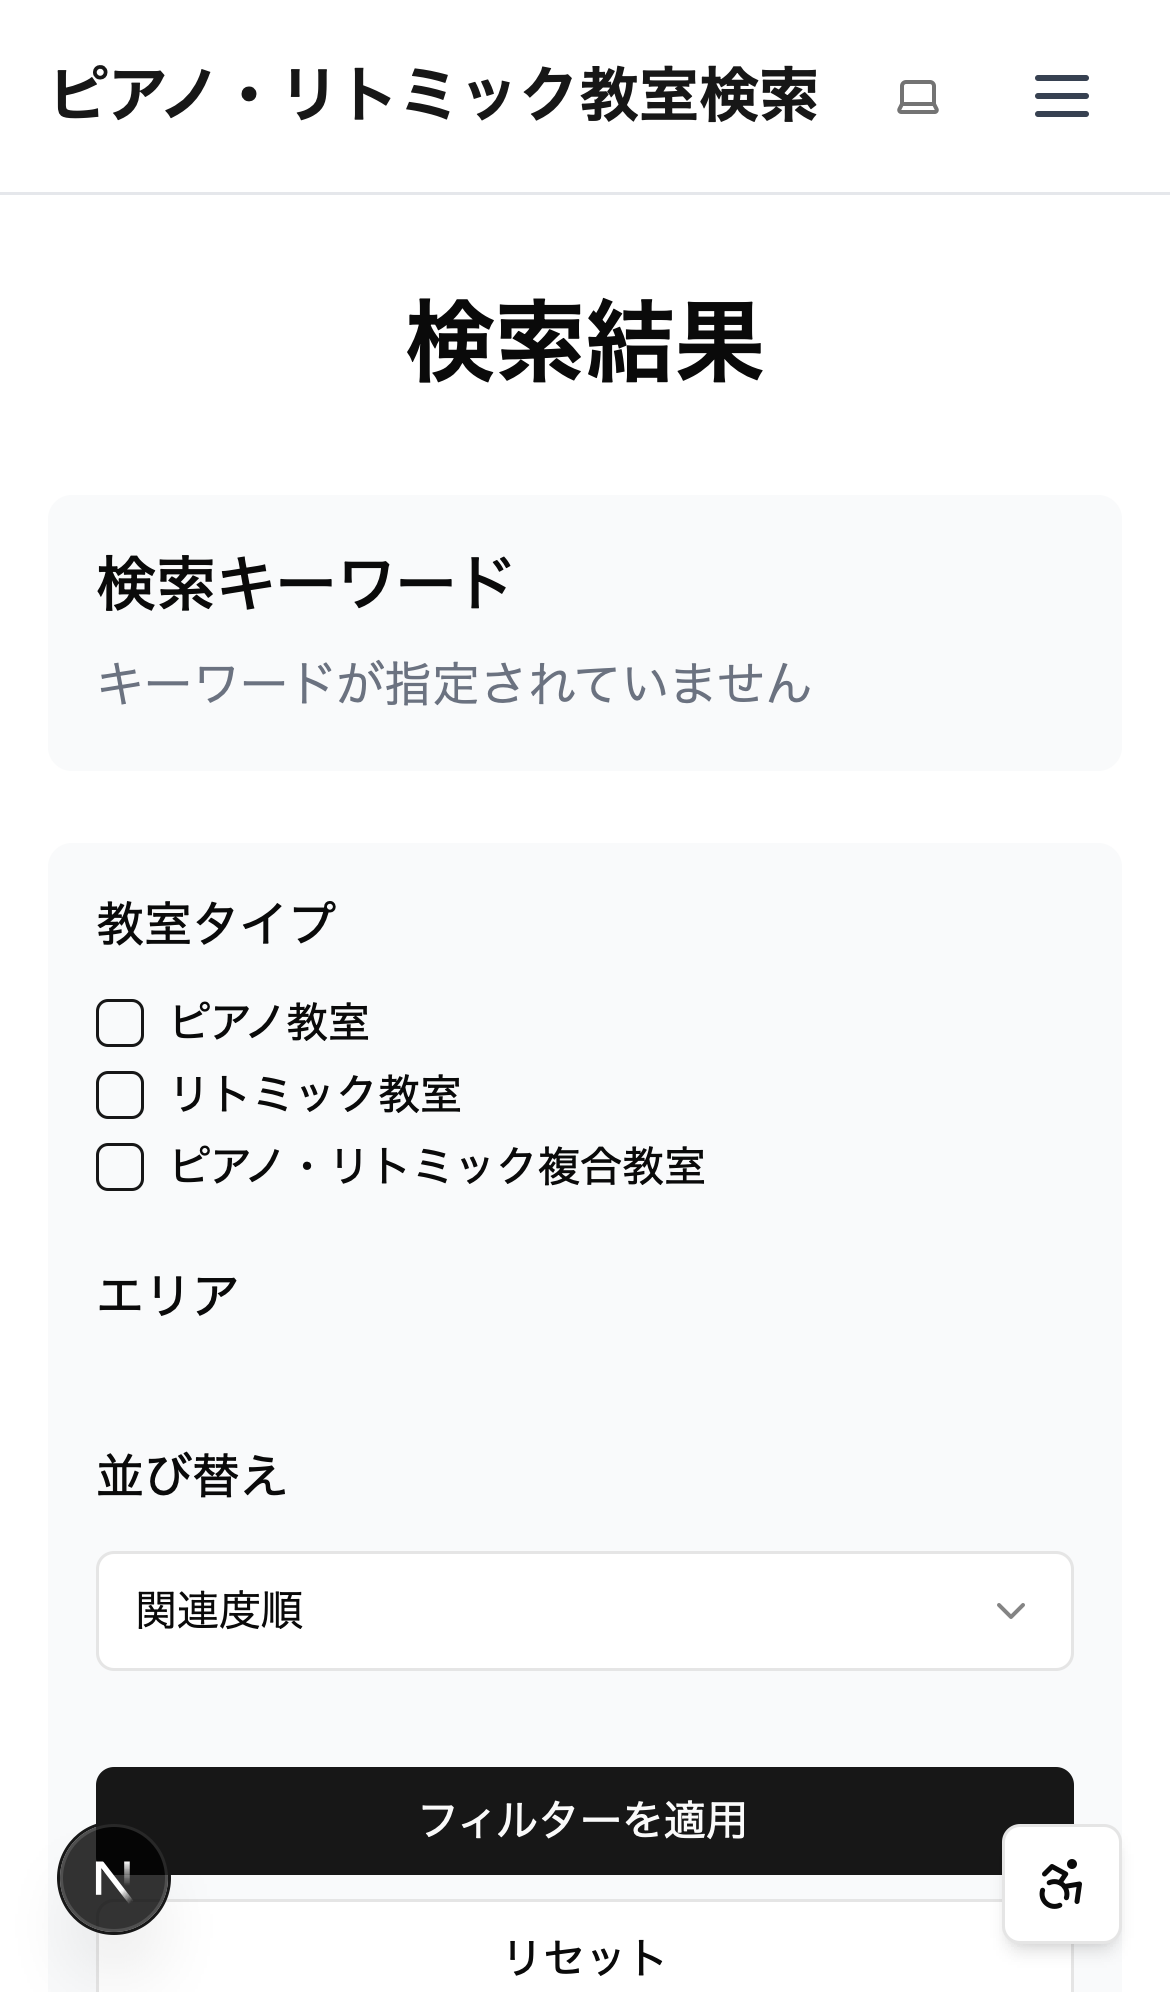 ピアノ・リトミック教室検索
検索結果
検索キーワード
キーワードが指定されていません
教室タイプ
ピアノ教室
リトミック教室
ピアノ・リトミック複合教室
エリア
並び替え
関連度順
フィルターを適用
N
リセット